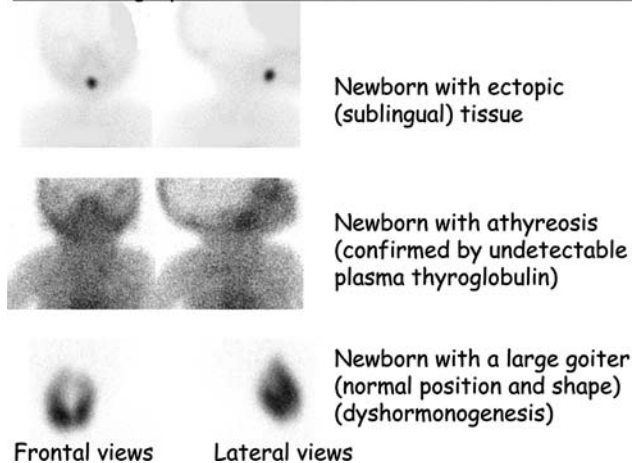 Newborn with ectopic
(sublingual) tissue
Newborn with athyreosis
(confirmed by undetectable
plasma thyroglobulin)
Newborn with a large goiter
(normal position and shape)
(dyshormonogenesis)
Frontal views
Lateral views